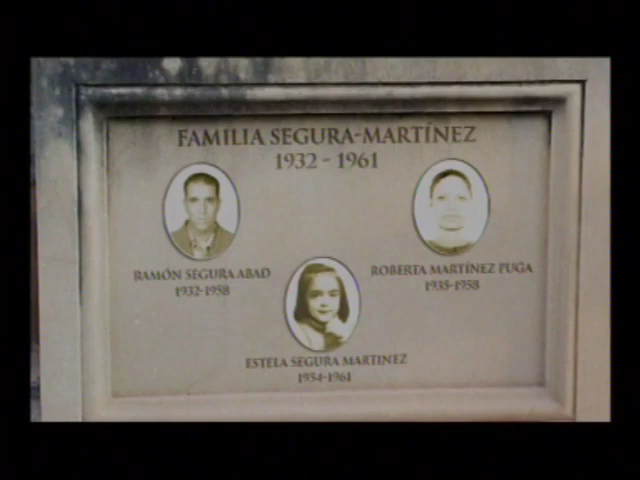 FAMILIA SEGURA-MARTÍNEZ
1932 - 1961
RAMÓN SEGURA ABAD
1932-1958
ROBERTA MARTÍNEZ PUGA
1935-1958
ESTELA SEGURA MARTINEZ
1954-1961